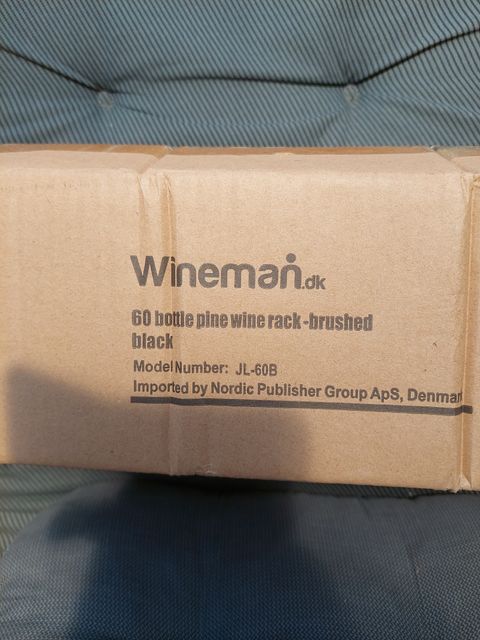 Wineman.dk
60 bottle pine wine rack-brushed
black
Model Number: JL-60B
Imported by Nordic Publisher Group ApS, Denmar